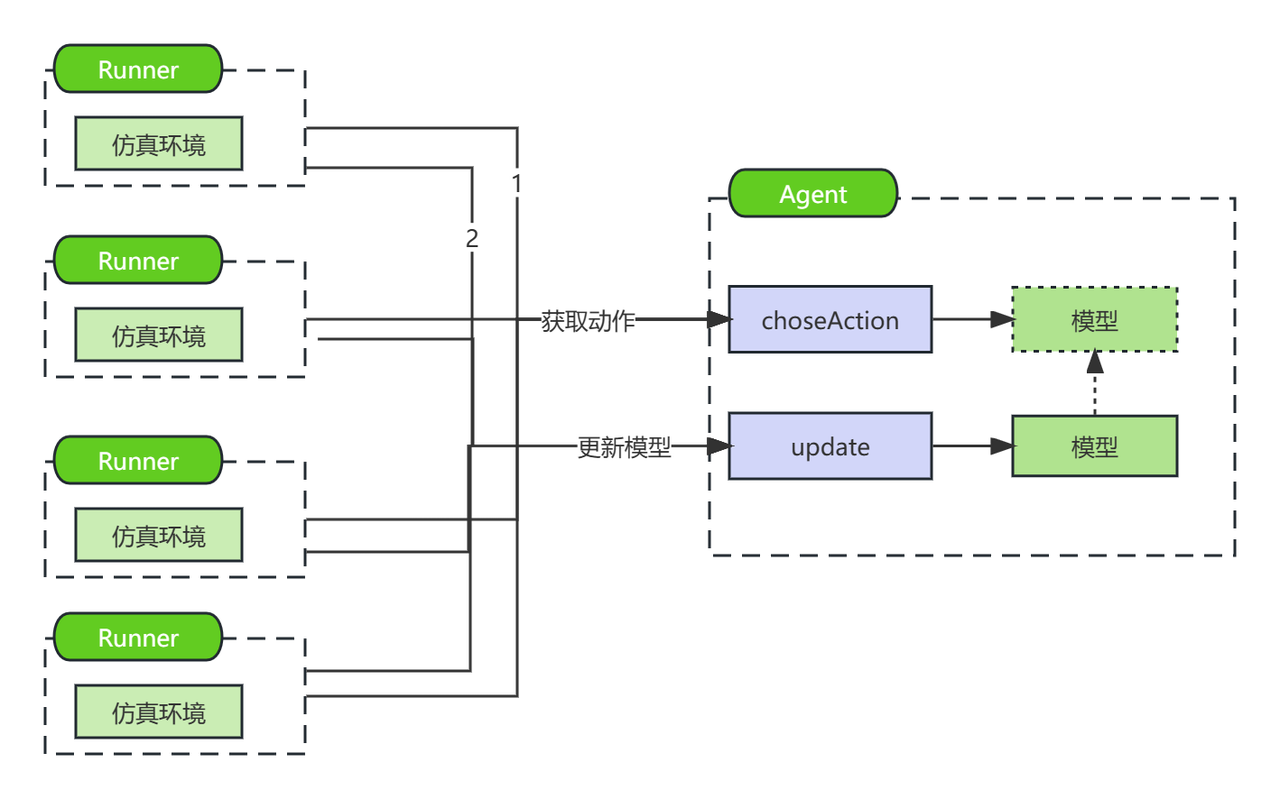 Runner
仿真环境
1
2
Runner
仿真环境
获取动作
更新模型
Runner
仿真环境
Runner
仿真环境
Agent
choseAction
模型
update
模型